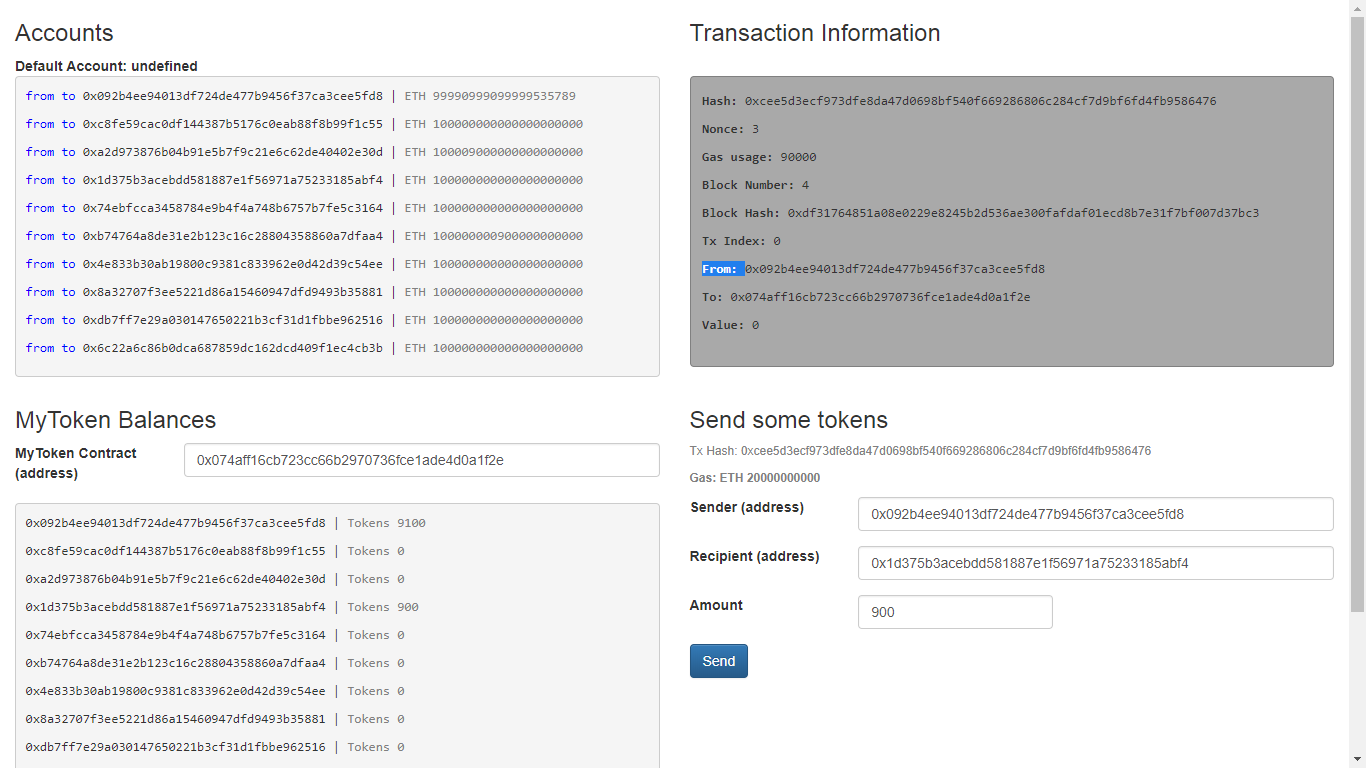 Accounts
Default Account: undefined
from to 0x092b4ee94013df724de477b9456f37ca3cee5fd8 | ETH 99990999099999535789
from to 0xc8fe59cac0df144387b5176c0eab88f8b99f1c55 | ETH 100000000000000000000
from to 0xa2d973876b04b91e5b7f9c21e6c62de40402e30d | ETH 100009000000000000000
from to 0x1d375b3acebdd581887e1f56971a75233185abf4 | ETH 100000000000000000000
from to 0x74ebfcca3458784e9b4f4a748b6757b7fe5c3164 | ETH 100000000000000000000
from to 0xb74764a8de31e2b123c16c28804358860a7dfaa4 | ETH 100000000900000000000
from to 0x4e833b30ab19800c9381c833962e0d42d39c54ee | ETH 100000000000000000000
from to 0x8a32707f3ee5221d86a15460947dfd9493b35881 | ETH 100000000000000000000
from to 0xdb7ff7e29a030147650221b3cf31d1fbbe962516 | ETH 100000000000000000000
from to 0x6c22a6c86b0dca687859dc162dcd409f1ec4cb3b | ETH 100000000000000000000
Transaction Information
Hash: 0xcee5d3ecf973dfe8da47d0698bf540f669286806c284cf7d9bf6fd4fb9586476
Nonce: 3
Gas usage: 90000
Block Number: 4
Block Hash: 0xdf31764851a08e0229e8245b2d536ae300fafdaf01ecd8b7e31f7bf007d37bc3
Tx Index: 0
From: 0x092b4ee94013df724de477b9456f37ca3cee5fd8
To: 0x074aff16cb723cc66b2970736fce1ade4d0a1f2e
Value: 0
MyToken Balances
MyToken Contract
(address)
0x074aff16cb723cc66b2970736fce1ade4d0a1f2e
0x092b4ee94013df724de477b9456f37ca3cee5fd8 | Tokens 9100
0xc8fe59cac0df144387b5176c0eab88f8b99f1c55 | Tokens 0
0xa2d973876b04b91e5b7f9c21e6c62de40402e30d | Tokens 0
0x1d375b3acebdd581887e1f56971a75233185abf4 | Tokens 900
0x74ebfcca3458784e9b4f4a748b6757b7fe5c3164 | Tokens 0
0xb74764a8de31e2b123c16c28804358860a7dfaa4 | Tokens 0
0x4e833b30ab19800c9381c833962e0d42d39c54ee | Tokens 0
0x8a32707f3ee5221d86a15460947dfd9493b35881 | Tokens 0
0xdb7ff7e29a030147650221b3cf31d1fbbe962516 | Tokens 0
Send some tokens
Tx Hash: 0xcee5d3ecf973dfe8da47d0698bf540f669286806c284cf7d9bf6fd4fb9586476
Gas: ETH 20000000000
Sender (address)
0x092b4ee94013df724de477b9456f37ca3cee5fd8
Recipient (address)
0x1d375b3acebdd581887e1f56971a75233185abf4
Amount
900
Send